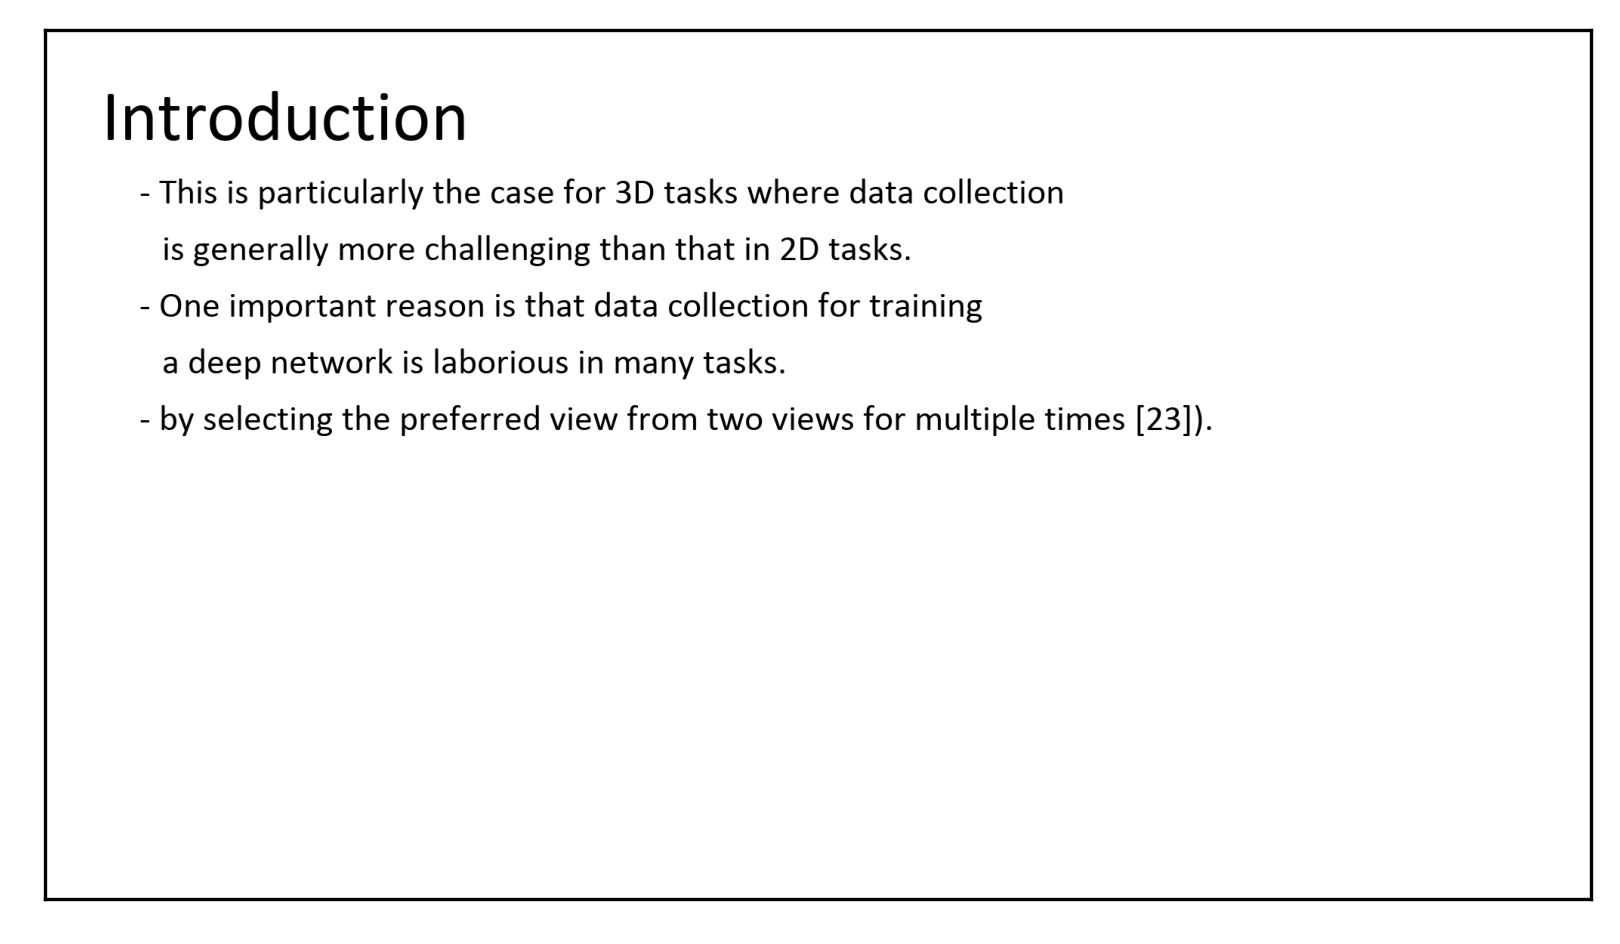 Introduction
- This is particularly the case for 3D tasks where data collection
is generally more challenging than that in 2D tasks.
- One important reason is that data collection for training
a deep network is laborious in many tasks.
- by selecting the preferred view from two views for multiple times [23]).